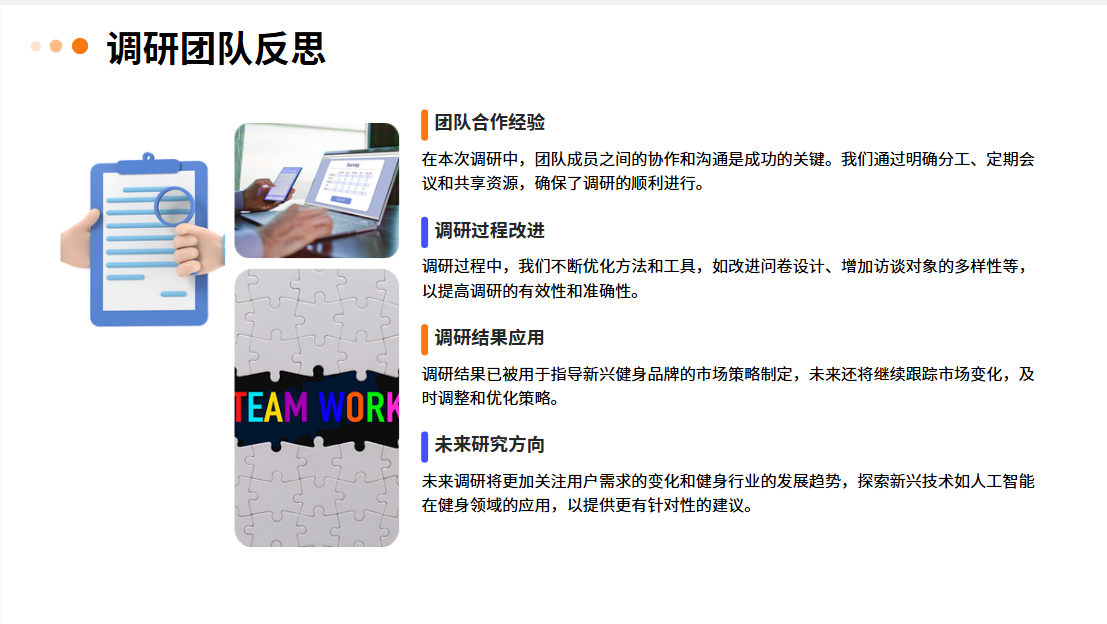 调研团队反思
Survey
TEAM WORK
团队合作经验
在本次调研中，团队成员之间的协作和沟通是成功的关键。我们通过明确分工、定期会
议和共享资源，确保了调研的顺利进行。
调研过程改进
调研过程中，我们不断优化方法和工具，如改进问卷设计、增加访谈对象的多样性等，
以提高调研的有效性和准确性。
调研结果应用
调研结果已被用于指导新兴健身品牌的市场策略制定，未来还将继续跟踪市场变化，及
时调整和优化策略。
未来研究方向
未来调研将更加关注用户需求的变化和健身行业的发展趋势，探索新兴技术如人工智能
在健身领域的应用，以提供更有针对性的建议。